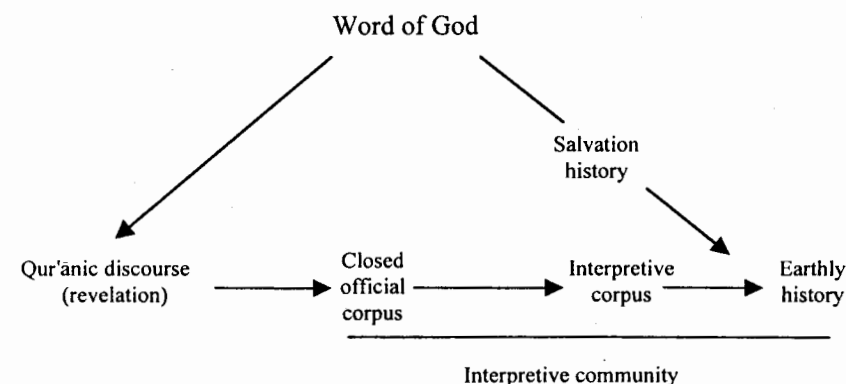 Word of God
Salvation
history
Qur'ānic discourse
(revelation)
Closed
official
corpus
Interpretive
corpus
Earthly
history
Interpretive community